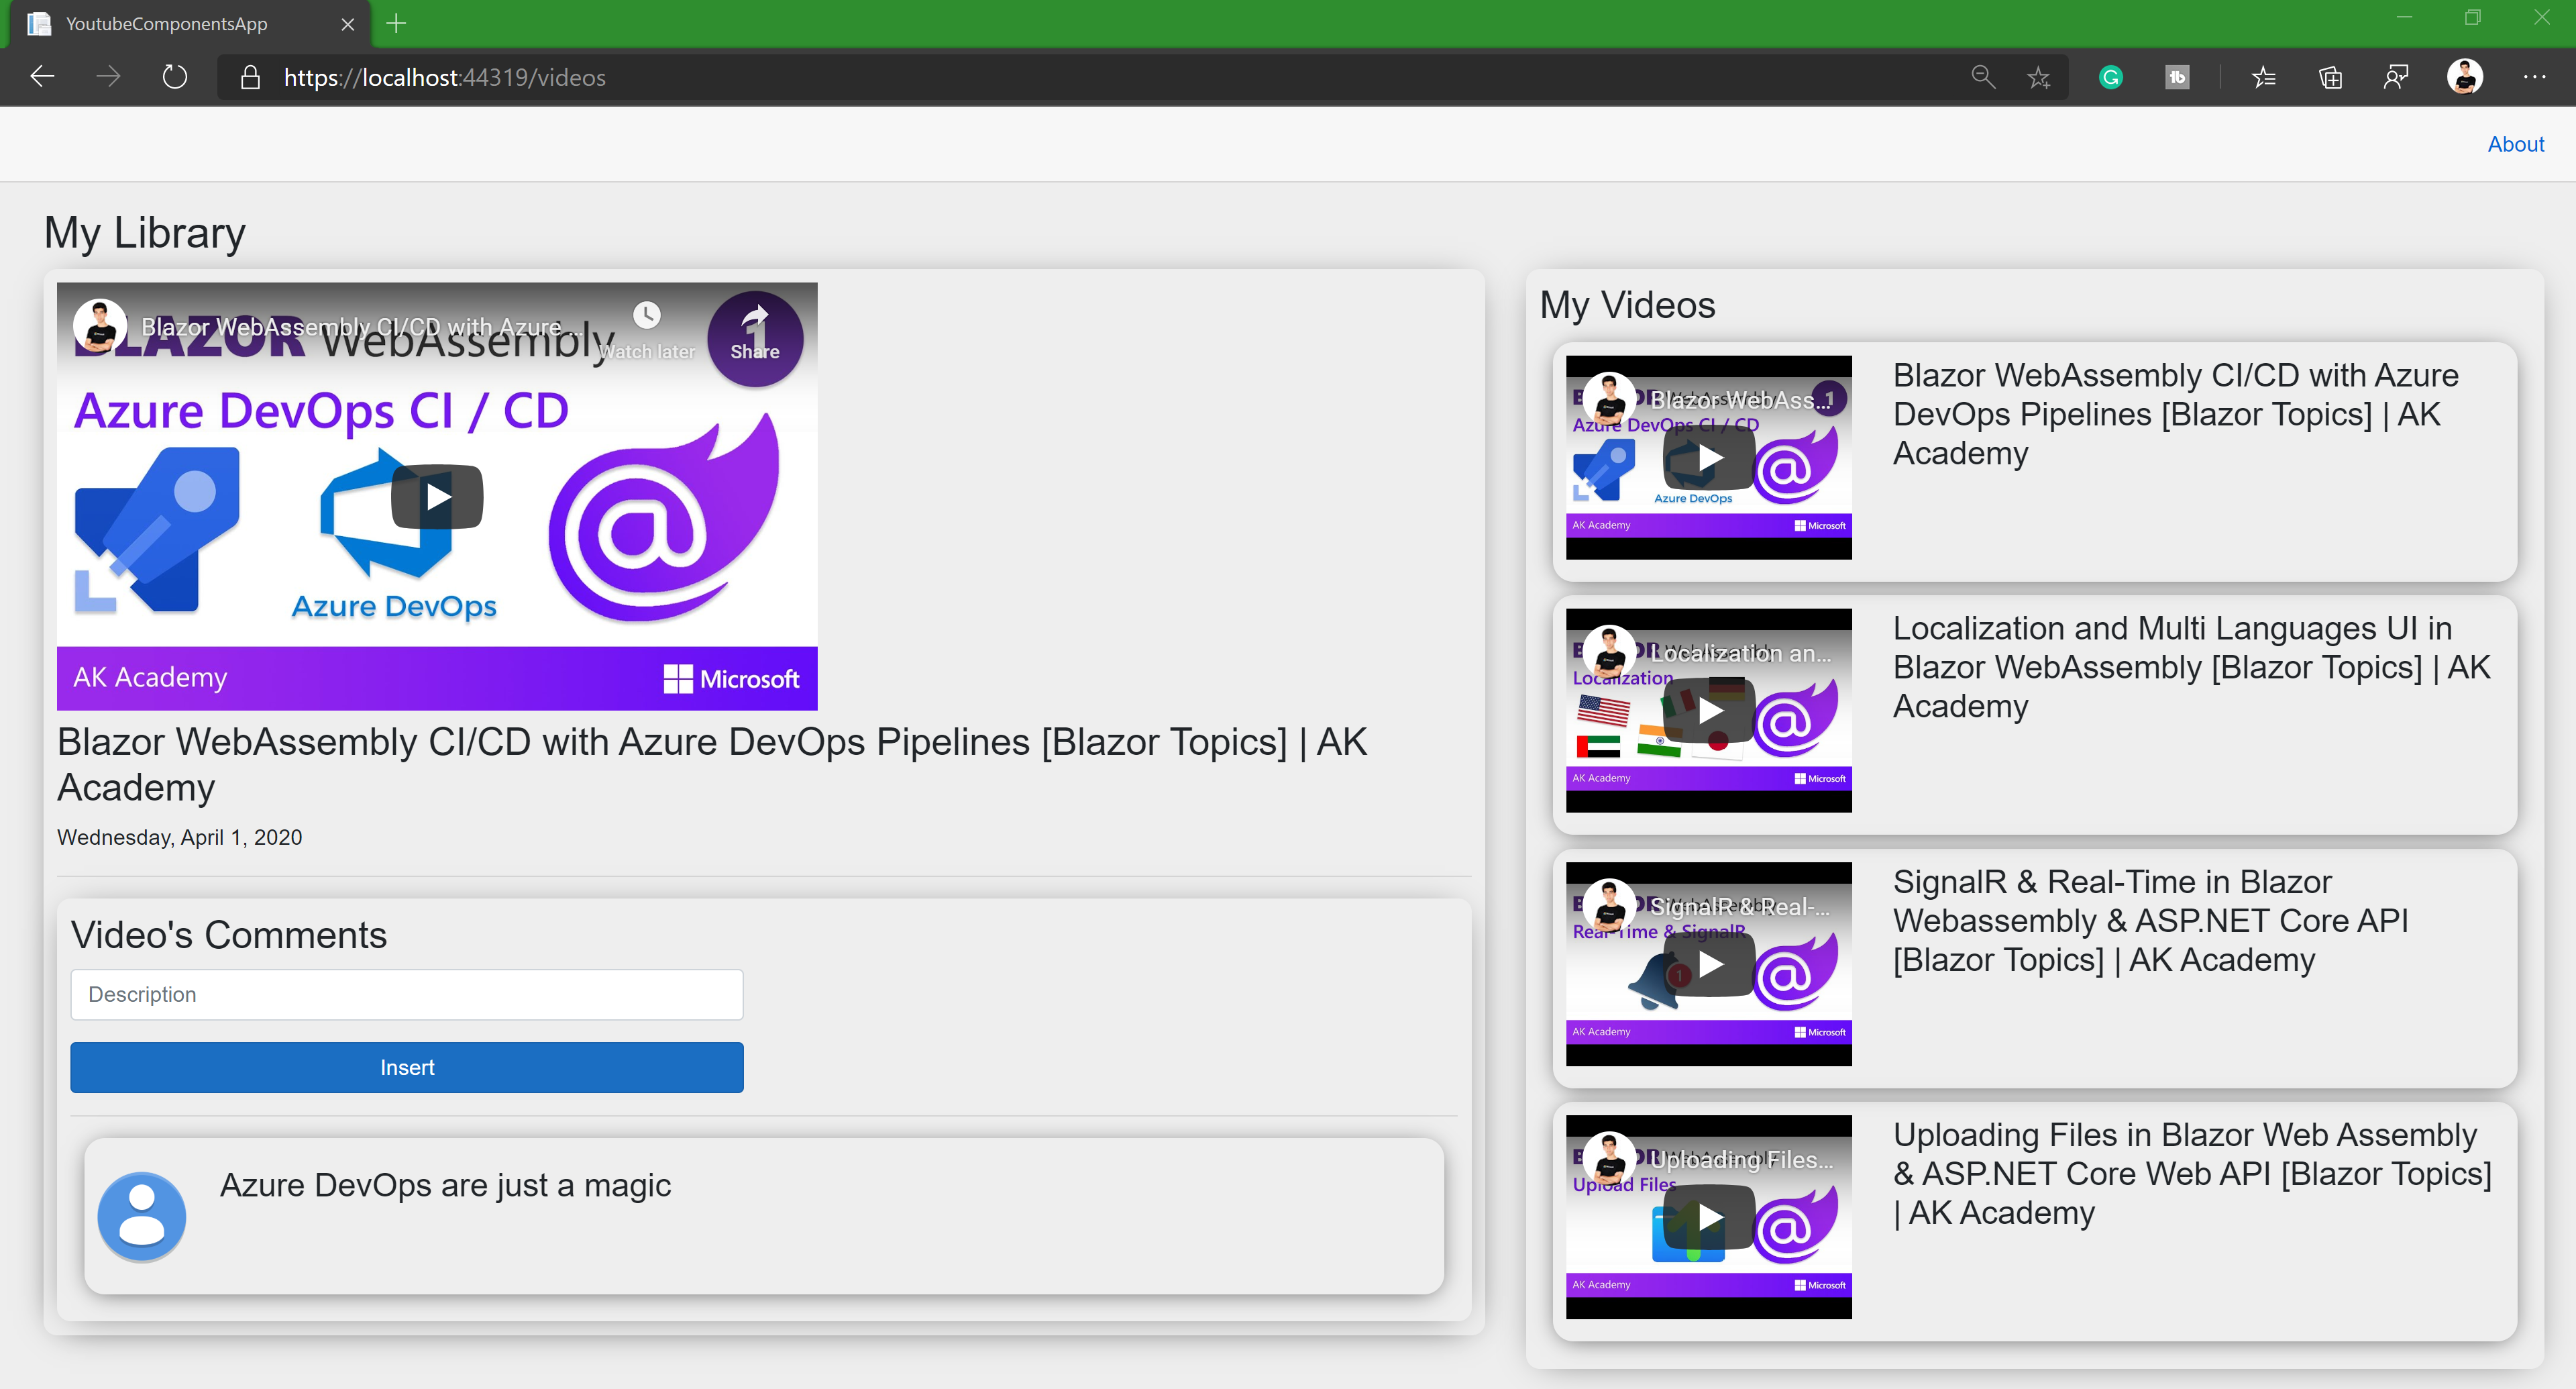 YoutubeComponentsApp
https://localhost:44319/videos
About
My Library
Blazor WebAssembly CI/CD with Azure ...
Watch later
Share
BLAZOR WebAssembly
1
Azure DevOps CI / CD
Azure DevOps
AK Academy
Microsoft
Blazor WebAssembly CI/CD with Azure DevOps Pipelines [Blazor Topics] | AK
Academy
Wednesday, April 1, 2020
Video's Comments
Description
Insert
Azure DevOps are just a magic
My Videos
Blazor WebAss...
1
Azure DevOps CI / CD
Azure DevOps
AK Academy
Microsoft
Blazor WebAssembly CI/CD with Azure
DevOps Pipelines [Blazor Topics] | AK
Academy
Localization an...
Localization
AK Academy
Microsoft
Localization and Multi Languages UI in
Blazor WebAssembly [Blazor Topics] | AK
Academy
SignalR & Real-...
Real-Time & SignalR
1
AK Academy
Microsoft
SignalR & Real-Time in Blazor
Webassembly & ASP.NET Core API
[Blazor Topics] | AK Academy
Uploading Files...
Upload Files
AK Academy
Microsoft
Uploading Files in Blazor Web Assembly
& ASP.NET Core Web API [Blazor Topics]
| AK Academy